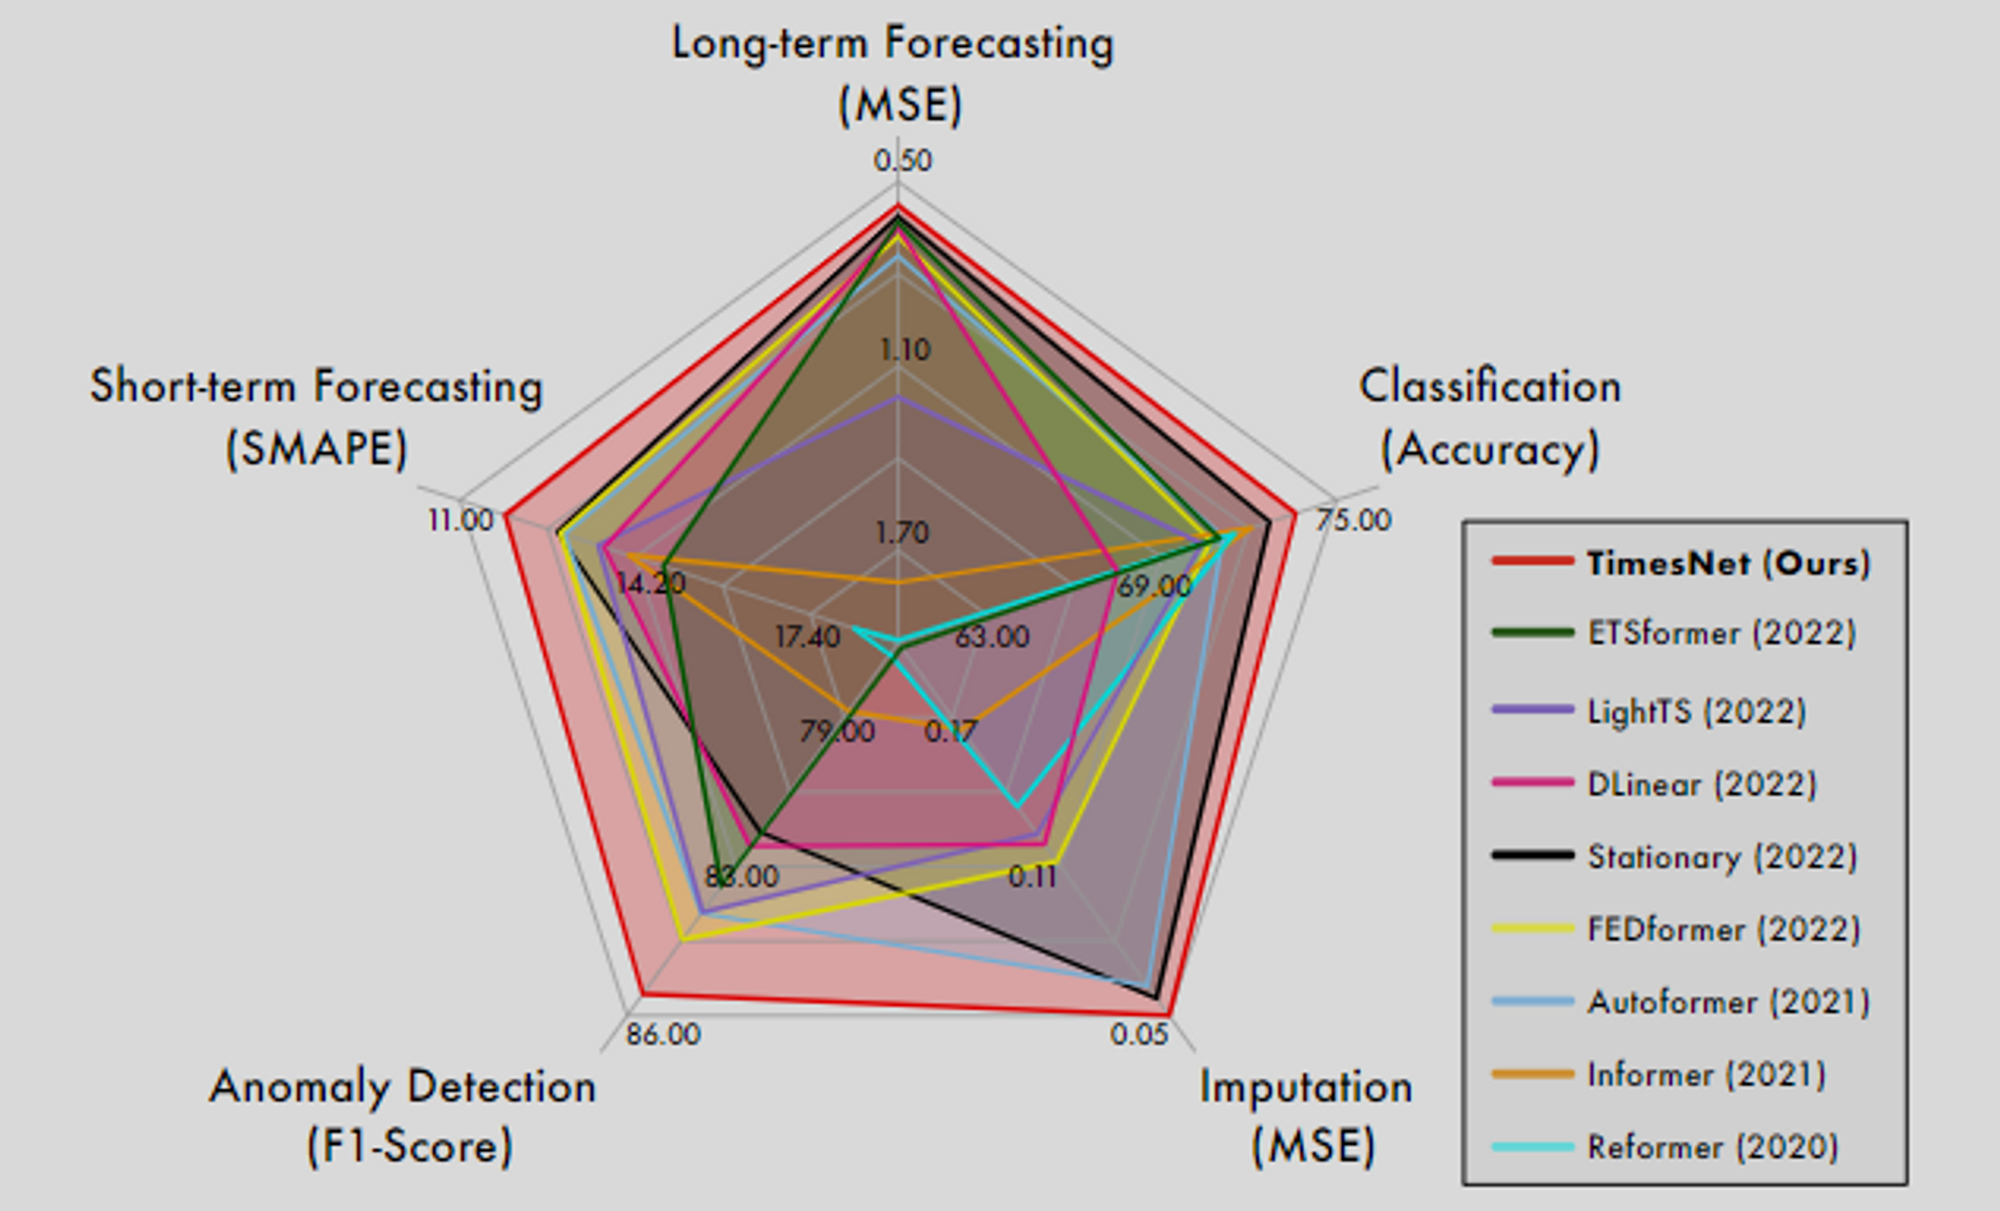 Long-term Forecasting
(MSE)
0.50
1.10
1.70
Short-term Forecasting
(SMAPE)
11.00
14.20
17.40
Classification
(Accuracy)
75.00
69.00
63.00
79.00
0.17
83.00
0.11
86.00
0.05
Anomaly Detection
(F1-Score)
Imputation
(MSE)
TimesNet (Ours)
ETSformer (2022)
LightTS (2022)
DLinear (2022)
Stationary (2022)
FEDformer (2022)
Autoformer (2021)
Informer (2021)
Reformer (2020)